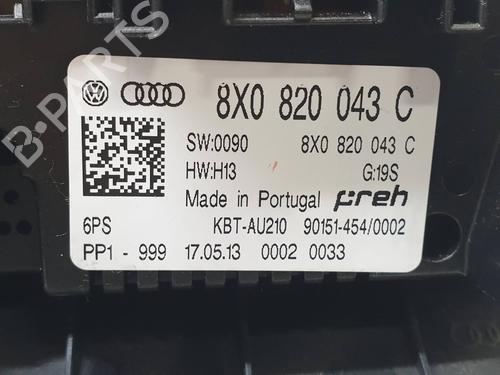 8X0 820 043 C
SW:0090 8X0 820 043 C
HW:H13 G:19S
Made in Portugal preh
6PS KBT-AU210 90151-454/0002
PP1 - 999 17.05.13 0002 0033
B-PARTS